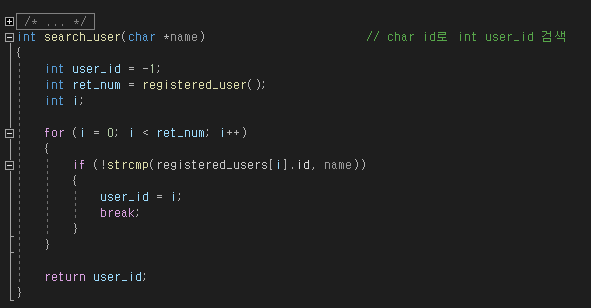 /* ... */
int search_user(char *name) // char id로 int user_id 검색
{
int user_id = -1;
int ret_num = registered_user();
int i;
for (i = 0; i < ret_num; i++)
{
if (!strcmp(registered_users[i].id, name))
{
user_id = i;
break;
}
}
return user_id;
}